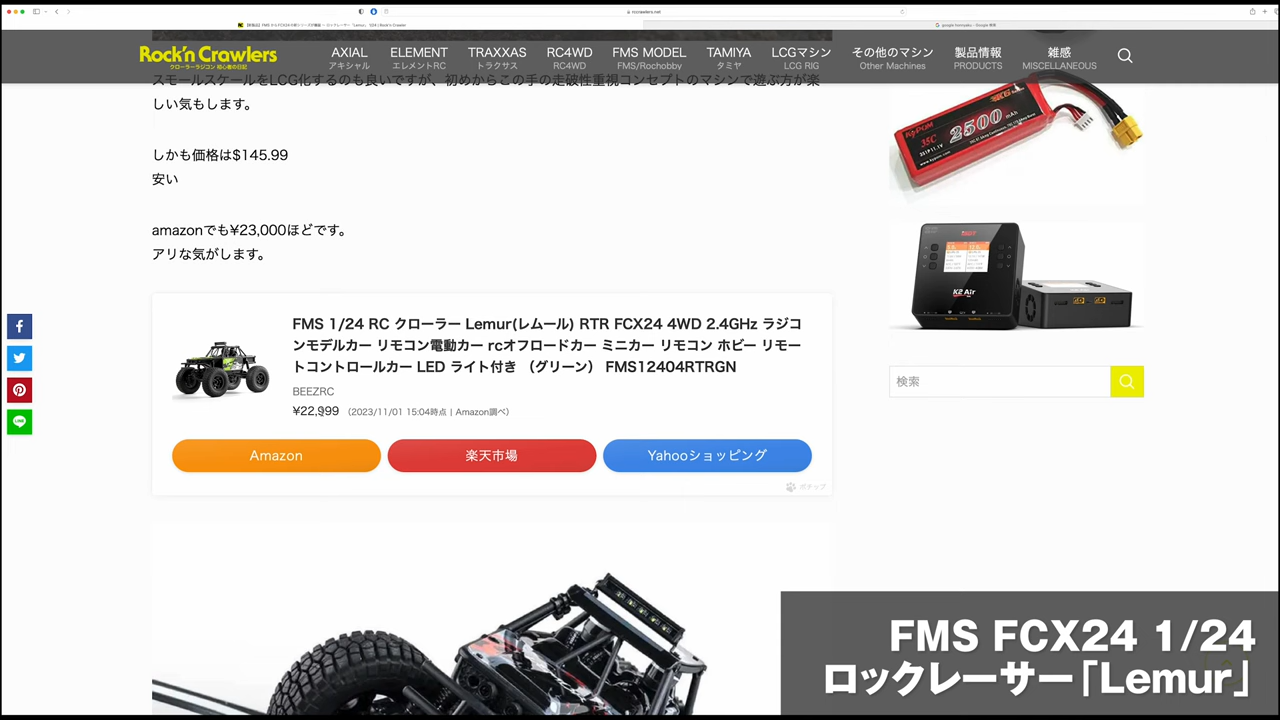 rccrawlers.net
Rock'n Crawlers
クローラーラジコン 初心者の日記
AXIAL
アキシャル
ELEMENT
エレメントRC
TRAXXAS
トラクサス
RC4WD
RC4WD
FMS MODEL
FMS/Rochobby
TAMIYA
タミヤ
LCGマシン
LCG RIG
その他のマシン
Other Machines
製品情報
PRODUCTS
雑感
MISCELLANEOUS
スモールスケールをLCG化するのも良いですが、初めからこの手の走破性重視コンセプトのマシンで遊ぶ方が楽
しい気もします。
しかも価格は$145.99
安い
amazonでも¥23,000ほどです。
アリな気がします。
FMS 1/24 RC クローラー Lemur(レムール) RTR FCX24 4WD 2.4GHz ラジコ
ンモデルカー リモコン電動カー rcオフロードカー ミニカー リモコン ホビー リモー
トコントロールカー LED ライト付き （グリーン） FMS12404RTRGN
BEEZRC
¥22,999 （2023/11/01 15:04時点 | Amazon調べ）
Amazon
楽天市場
Yahooショッピング
ポチップ
35C
2500 mAh
K2 Air
検索
FMS FCX24 1/24
ロックレーサー「Lemur」